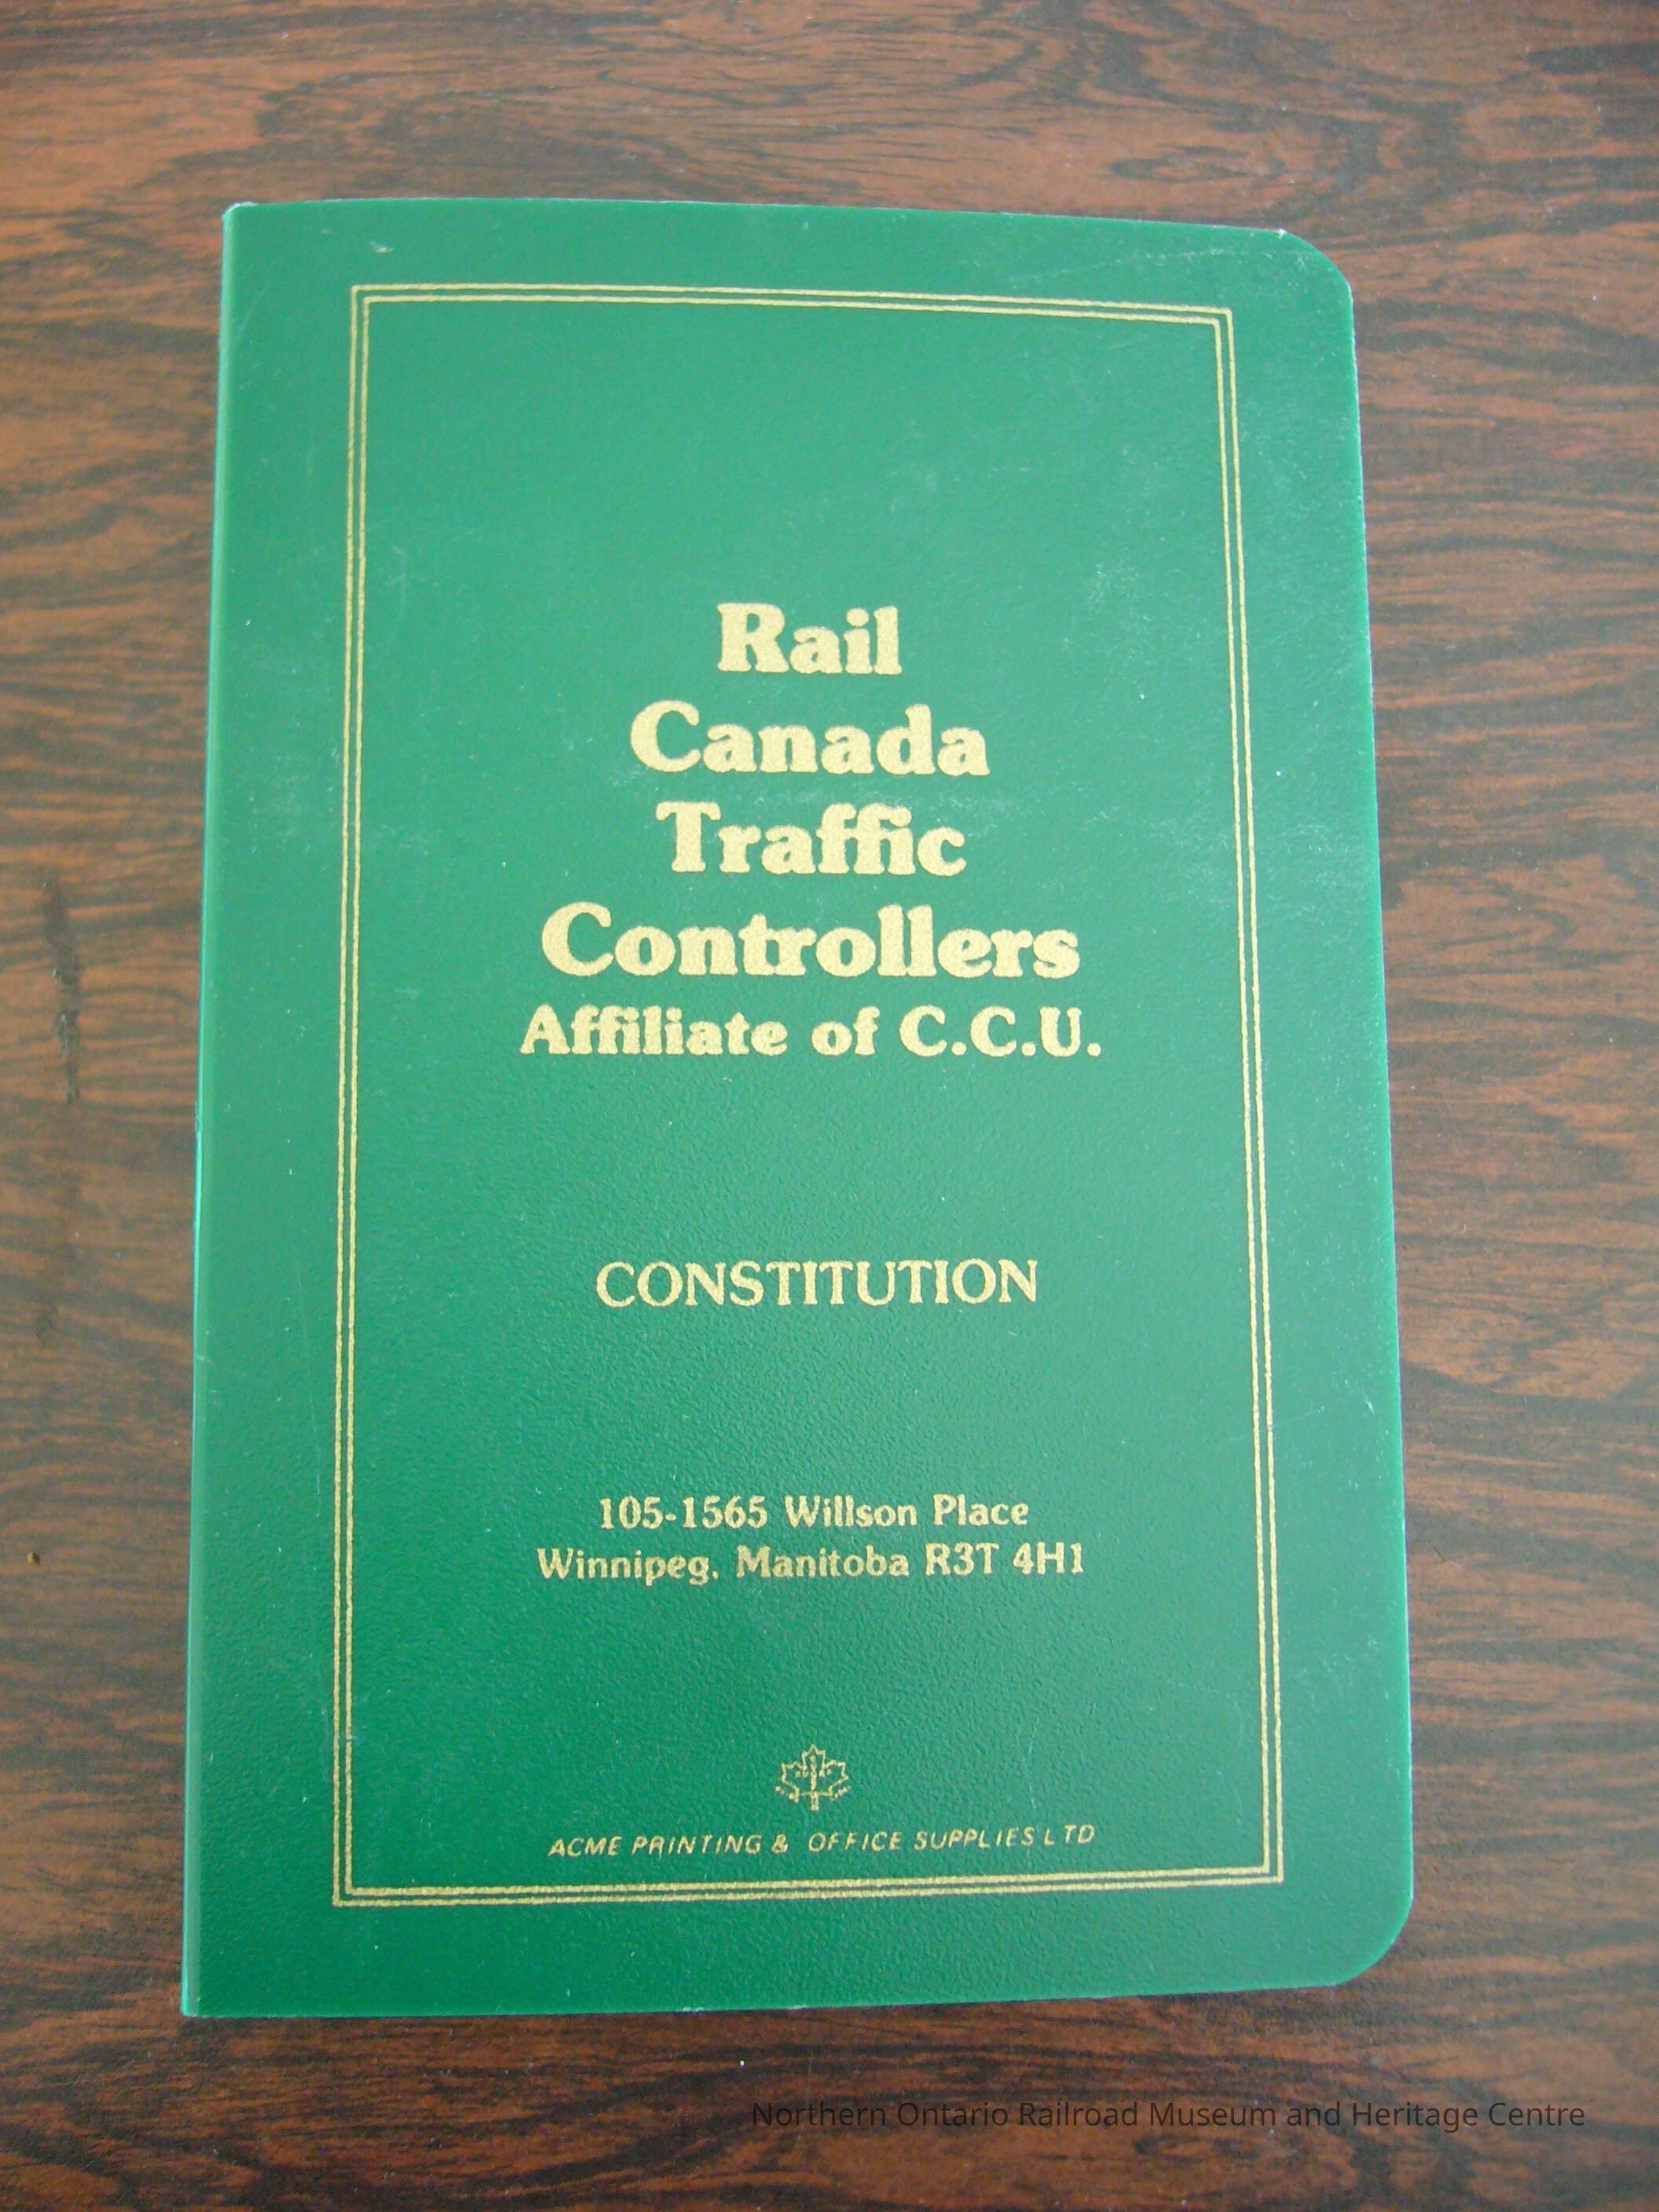 Rail
Canada
Traffic
Controllers
Affiliate of C.C.U.
CONSTITUTION
105-1565 Willson Place
Winnipeg, Manitoba R3T 4H1
ACME PRINTING & OFFICE SUPPLIES LTD
Northern Ontario Railroad Museum and Heritage Centre